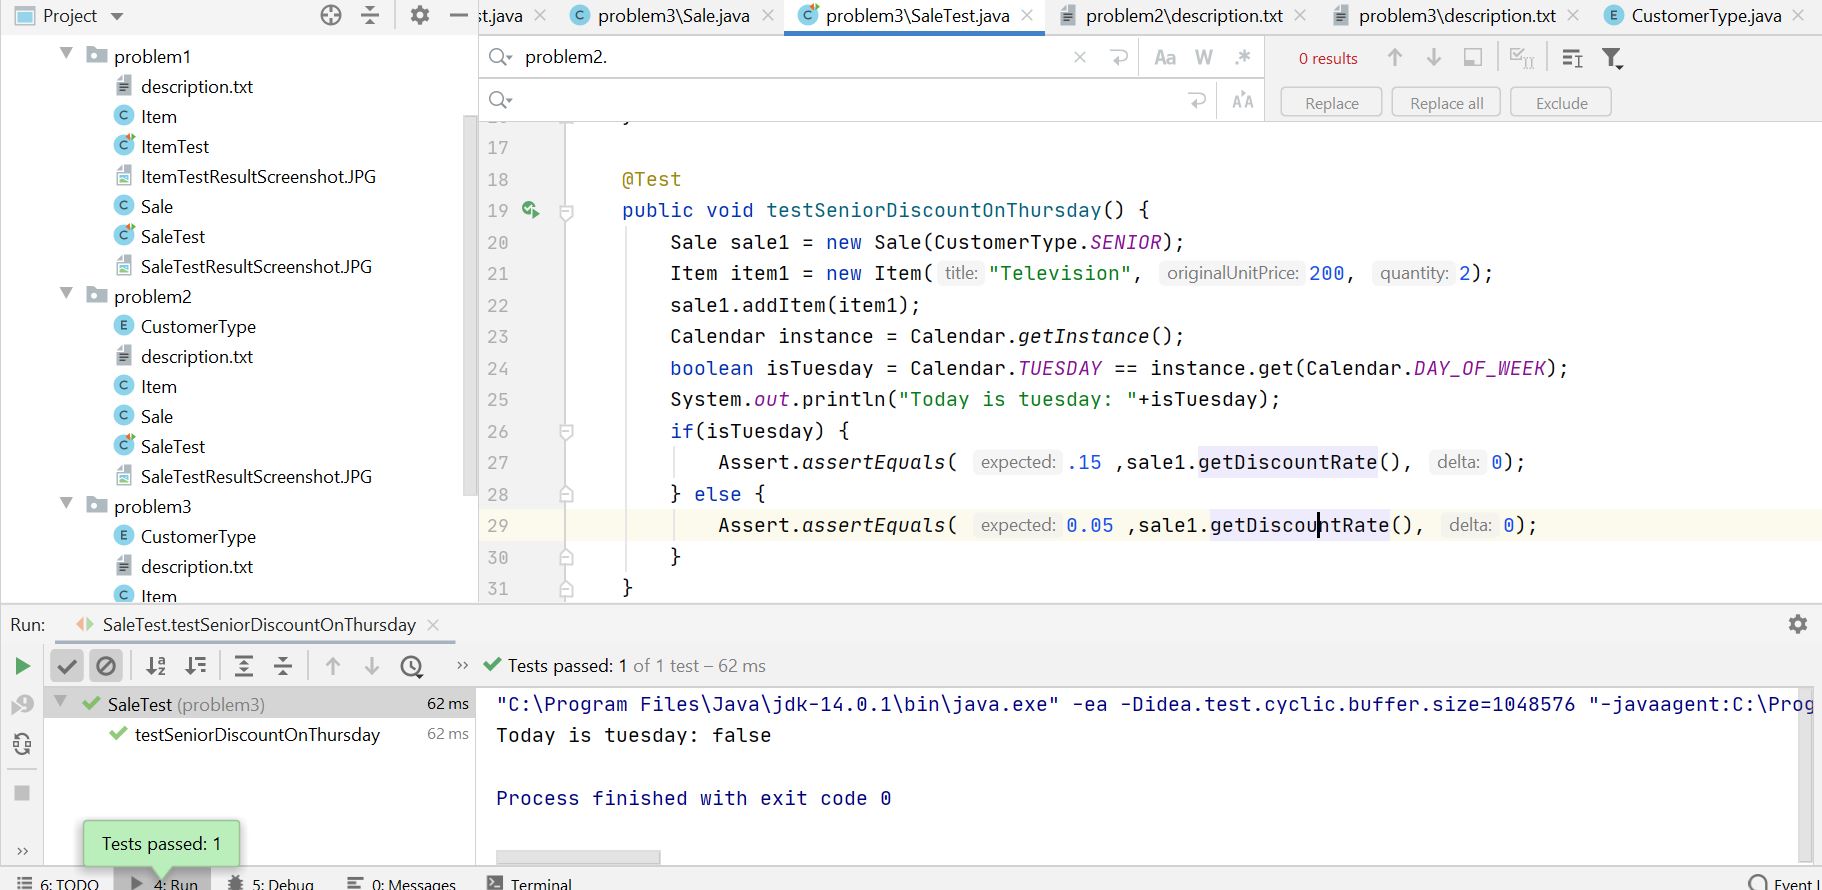 Project
st.java
problem3\Sale.java
problem3\SaleTest.java
problem2\description.txt
problem3\description.txt
CustomerType.java
problem1
description.txt
Item
ItemTest
ItemTestResultScreenshot.JPG
Sale
SaleTest
SaleTestResultScreenshot.JPG
problem2
CustomerType
description.txt
Item
Sale
SaleTest
SaleTestResultScreenshot.JPG
problem3
CustomerType
description.txt
Item
problem2.
Aa W .*
0 results
Replace Replace all Exclude
17
18 @Test
19 public void testSeniorDiscountOnThursday() {
20 Sale sale1 = new Sale(CustomerType.SENIOR);
21 Item item1 = new Item( title: "Television", originalUnitPrice: 200, quantity: 2);
22 sale1.addItem(item1);
23 Calendar instance = Calendar.getInstance();
24 boolean isTuesday = Calendar.TUESDAY == instance.get(Calendar.DAY_OF_WEEK);
25 System.out.println("Today is tuesday: "+isTuesday);
26 if(isTuesday) {
27 Assert.assertEquals( expected: .15 ,sale1.getDiscountRate(), delta: 0);
28 } else {
29 Assert.assertEquals( expected: 0.05 ,sale1.getDiscountRate(), delta: 0);
30 }
31 }
Run: SaleTest.testSeniorDiscountOnThursday
Tests passed: 1 of 1 test – 62 ms
SaleTest (problem3) 62 ms
testSeniorDiscountOnThursday 62 ms
"C:\Program Files\Java\jdk-14.0.1\bin\java.exe" -ea -Didea.test.cyclic.buffer.size=1048576 "-javaagent:C:\Prog
Today is tuesday: false
Process finished with exit code 0
Tests passed: 1
6: TODO 4: Run 5: Debug 0: Messages Terminal Event l